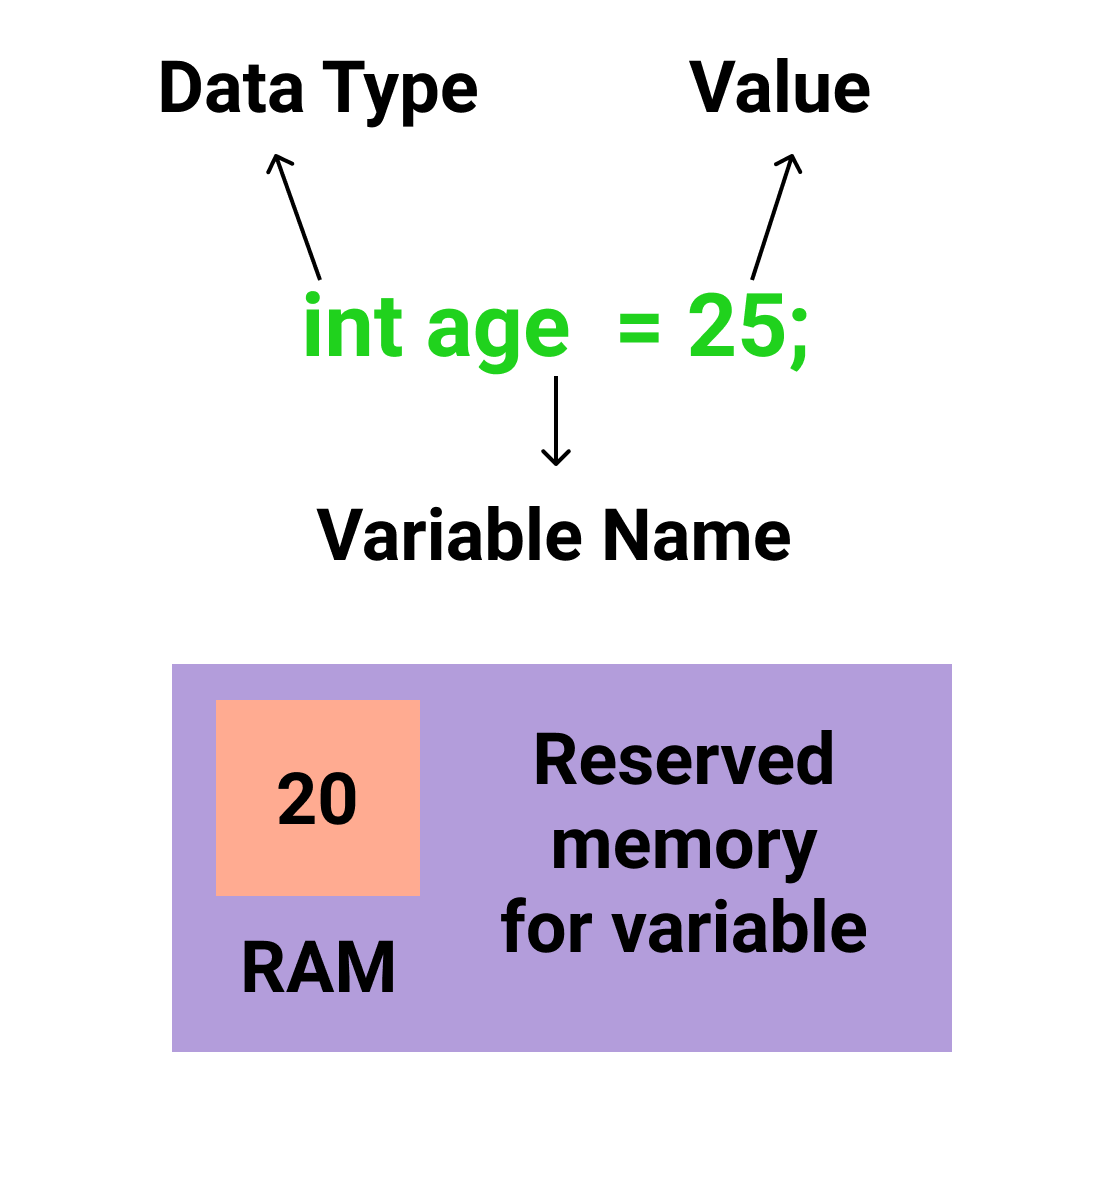 Data Type Value
int age = 25;
Variable Name
20
RAM
Reserved
memory
for variable